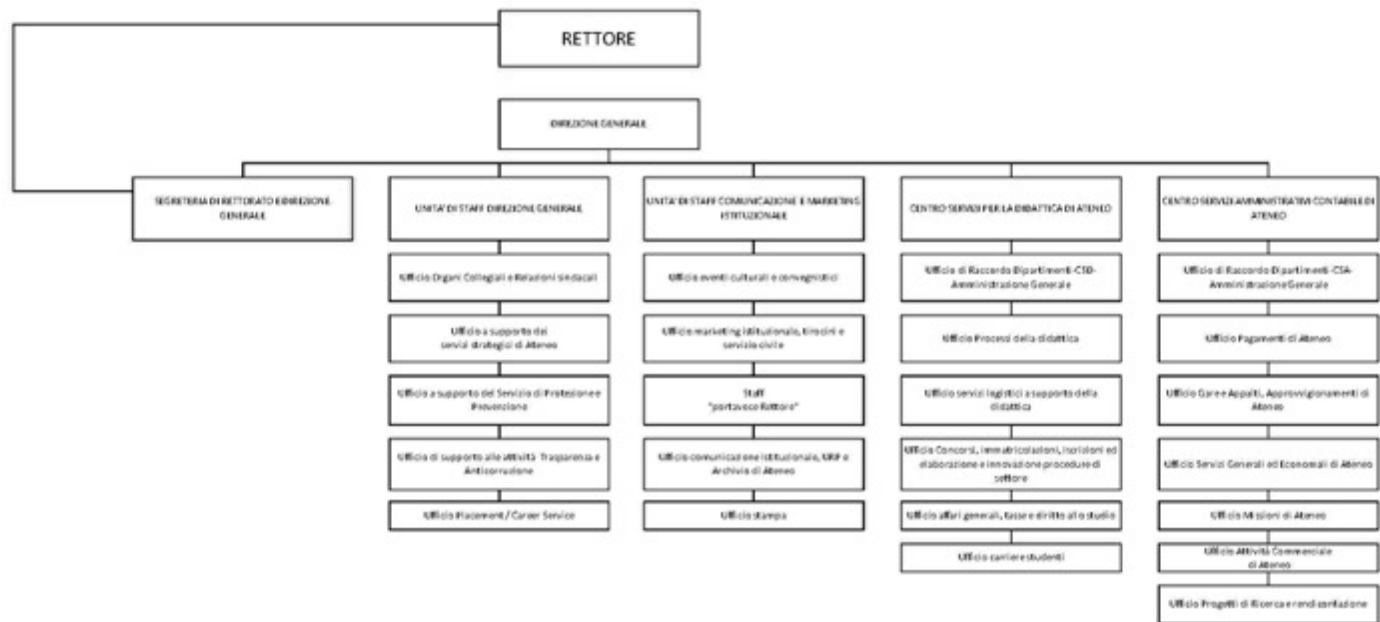 RETTORE
DIREZIONE GENERALE
SEGRETERIA DI RETTORATO E DIREZIONE
GENERALE
UNITA' DI STAFF DIREZIONE GENERALE
Ufficio Organi Collegiali e Relazioni sindacali
Ufficio a supporto dei
servizi strategici di Ateneo
Ufficio a supporto del Servizio di Protezione e
Prevenzione
Ufficio di supporto alle attività Trasparenza e
Anticorruzione
Ufficio Placement / Career Service
UNITA' DI STAFF COMUNICAZIONE E MARKETING
ISTITUZIONALE
Ufficio eventi culturali e convegnistici
Ufficio marketing istituzionale, tirocini e
servizio civile
Staff
"portavoce Rettore"
Ufficio comunicazione istituzionale, URP e
Archivio di Ateneo
Ufficio stampa
CENTRO SERVIZI PER LA DIDATTICA DI ATENEO
Ufficio di Raccordo Dipartimenti-CSD-
Amministrazione Generale
Ufficio Processi della didattica
Ufficio servizi logistici a supporto della
didattica
Ufficio Concorsi, immatricolazioni, iscrizioni ed
elaborazione e innovazione procedure di
settore
Ufficio affari generali, tasse e diritto allo studio
Ufficio carriere studenti
CENTRO SERVIZI AMMINISTRATIVI CONTABILE DI
ATENEO
Ufficio di Raccordo Dipartimenti-CSA-
Amministrazione Generale
Ufficio Pagamenti di Ateneo
Ufficio Gare e Appalti, Approvvigionamenti di
Ateneo
Ufficio Servizi Generali ed Economali di Ateneo
Ufficio Missioni di Ateneo
Ufficio Attività Commerciale
di Ateneo
Ufficio Progetti di Ricerca e rendicontazione